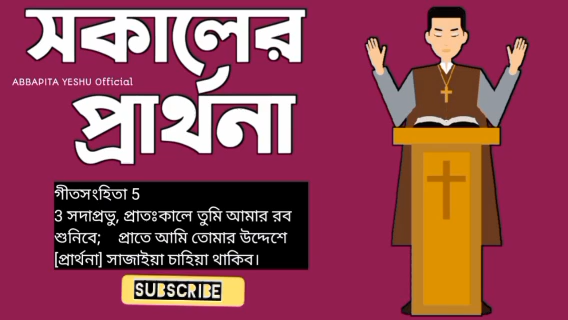 সকালের
ABBAPITA YESHU Official
প্রার্থনা
গীতসংহিতা 5
3 সদাপ্রভু, প্রাতঃকালে তুমি আমার রব
শুনিবে; প্রাতে আমি তোমার উদ্দেশে
[প্রার্থনা] সাজাইয়া চাহিয়া থাকিব।
SUBSCRIBE